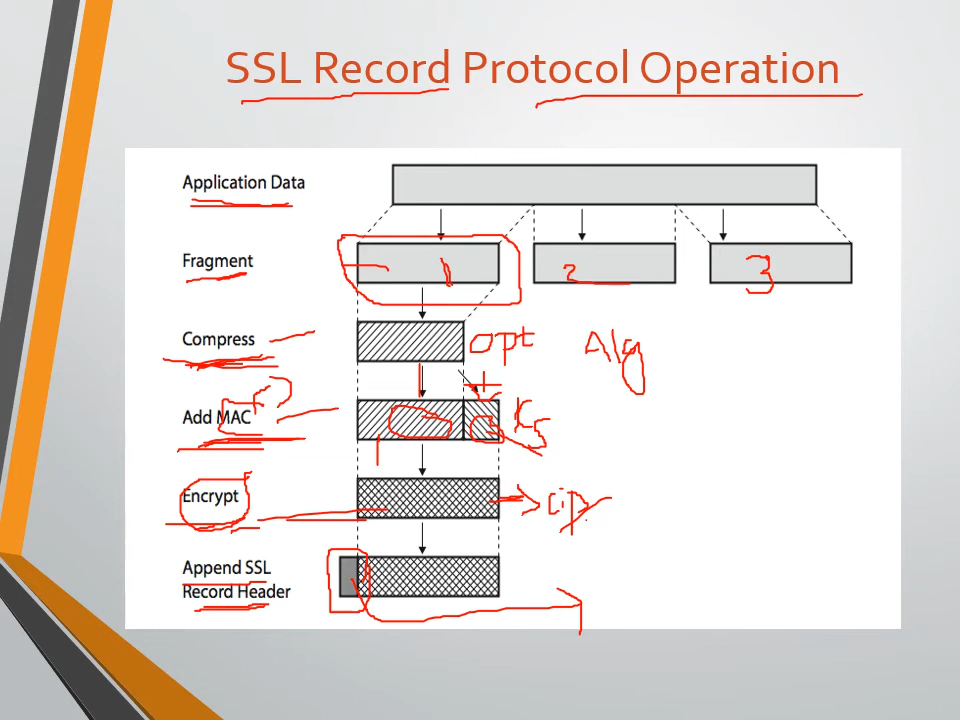 SSL Record Protocol Operation
Application Data
Fragment
1 2 3
Compress
opt Alg
Add MAC
Encrypt
Append SSL
Record Header